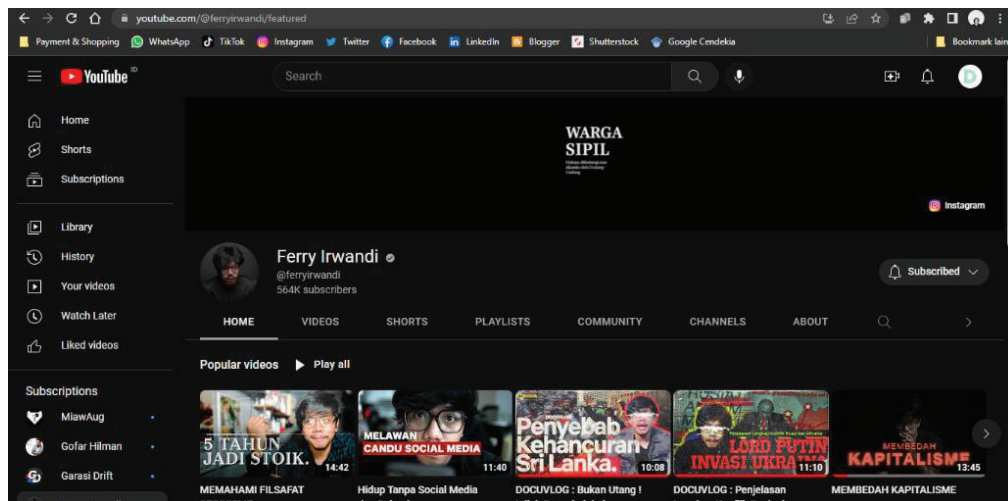 youtube.com/@ferryirwandi/featured
Payment & Shopping WhatsApp TikTok Instagram Twitter Facebook LinkedIn Blogger Shutterstock Google Cendekia Bookmark lain
YouTube ID
Search
Home
Shorts
Subscriptions
Library
History
Your videos
Watch Later
Liked videos
Subscriptions
MiawAug
Gofar Hilman
Garasi Drift
WARGA
SIPIL
Instagram
Ferry Irwandi
@ferryirwandi
564K subscribers
Subscribed
HOME VIDEOS SHORTS PLAYLISTS COMMUNITY CHANNELS ABOUT
Popular videos Play all
5 TAHUN
JADI STOIK.
14:42
MEMAHAMI FILSAFAT
MELAWAN
CANDU SOCIAL MEDIA
11:40
Hidup Tanpa Social Media
Penyebab
Kehancuran
Sri Lanka.
10:08
DOCUVLOG : Bukan Utang !
LORD PUTIN
INVASI UKRAINA
11:10
DOCUVLOG : Penjelasan
MEMBEDAH
KAPITALISME
13:45
MEMBEDAH KAPITALISME